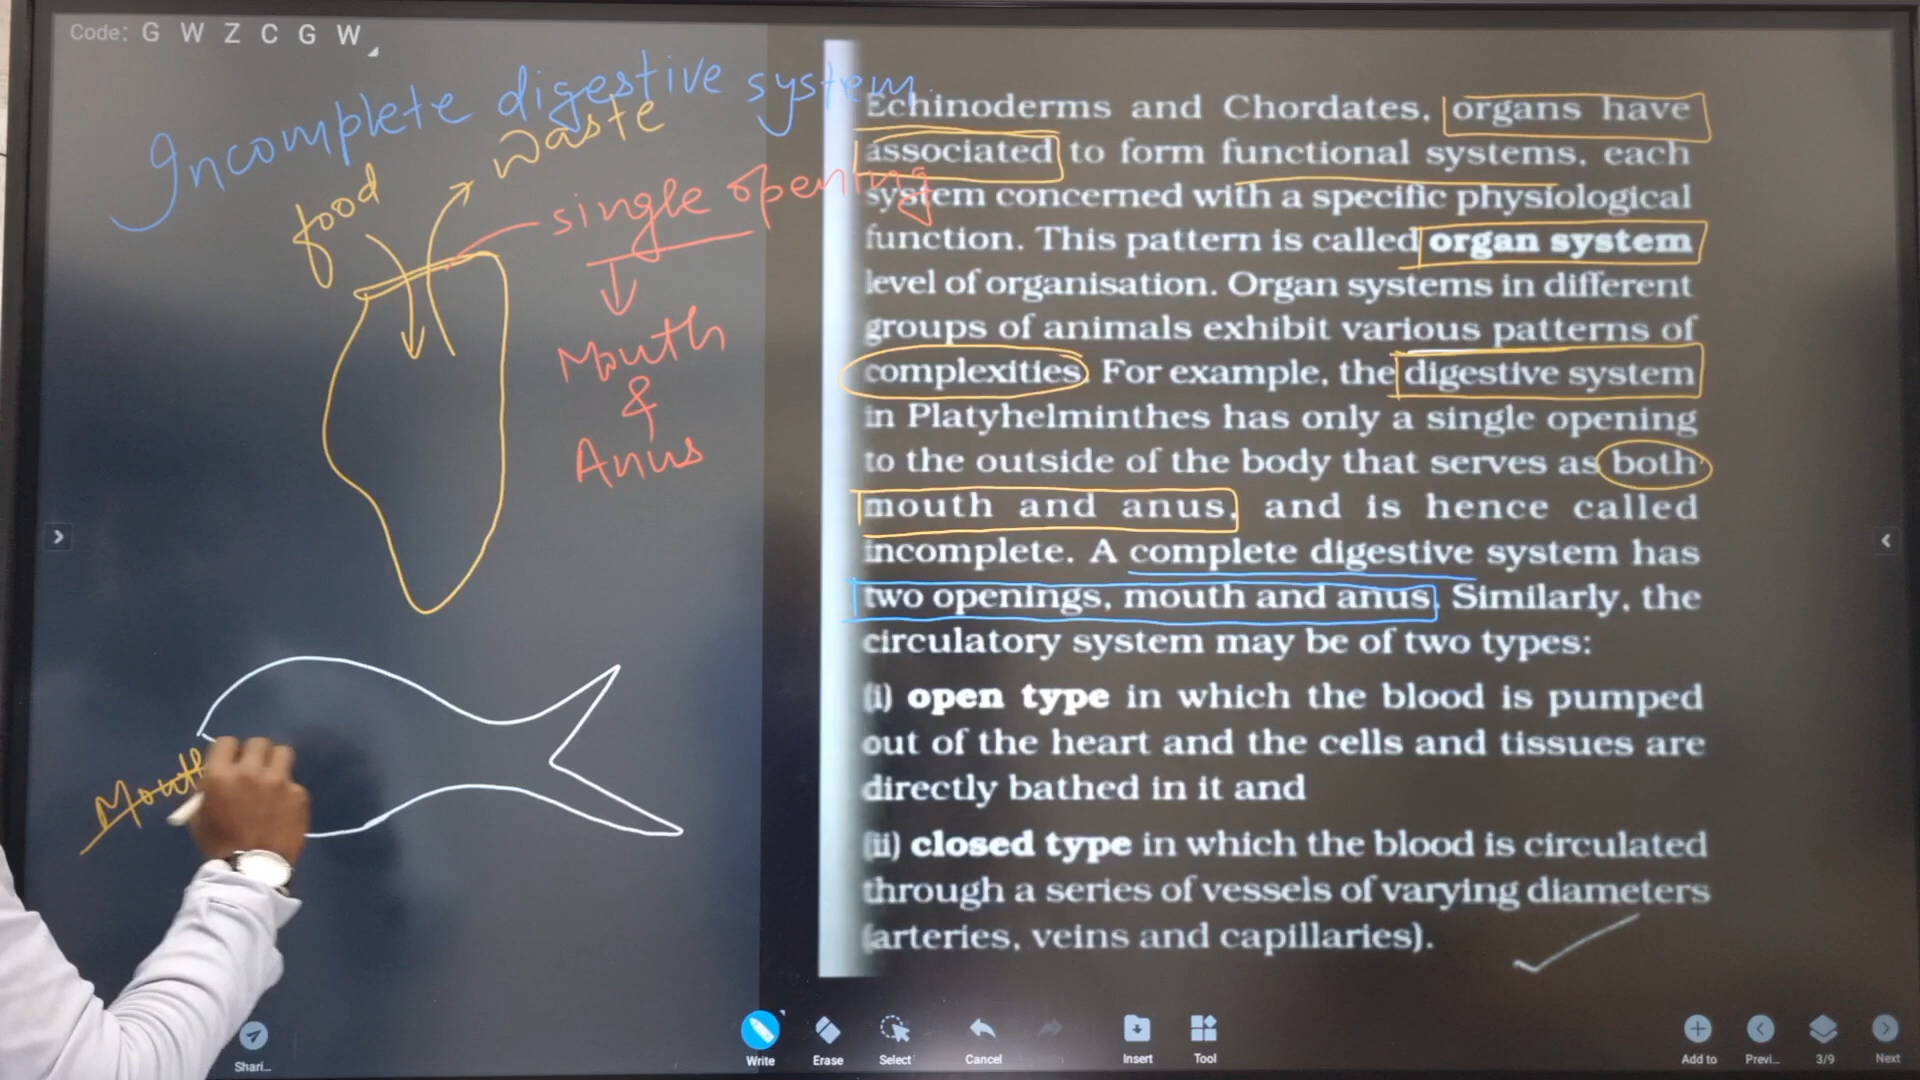 Code: G W Z C G W
Incomplete digestive system
waste
food
single opening
Mouth
&
Anus
Mouth
Echinoderms and Chordates, organs have
associated to form functional systems, each
system concerned with a specific physiological
function. This pattern is called organ system
level of organisation. Organ systems in different
groups of animals exhibit various patterns of
complexities. For example, the digestive system
in Platyhelminthes has only a single opening
to the outside of the body that serves as both
mouth and anus, and is hence called
incomplete. A complete digestive system has
two openings, mouth and anus. Similarly, the
circulatory system may be of two types:
(i) open type in which the blood is pumped
out of the heart and the cells and tissues are
directly bathed in it and
(ii) closed type in which the blood is circulated
through a series of vessels of varying diameters
(arteries, veins and capillaries).
Shari...
Write
Erase
Select
Cancel
Insert
Tool
Add to
Previ...
3/9
Next